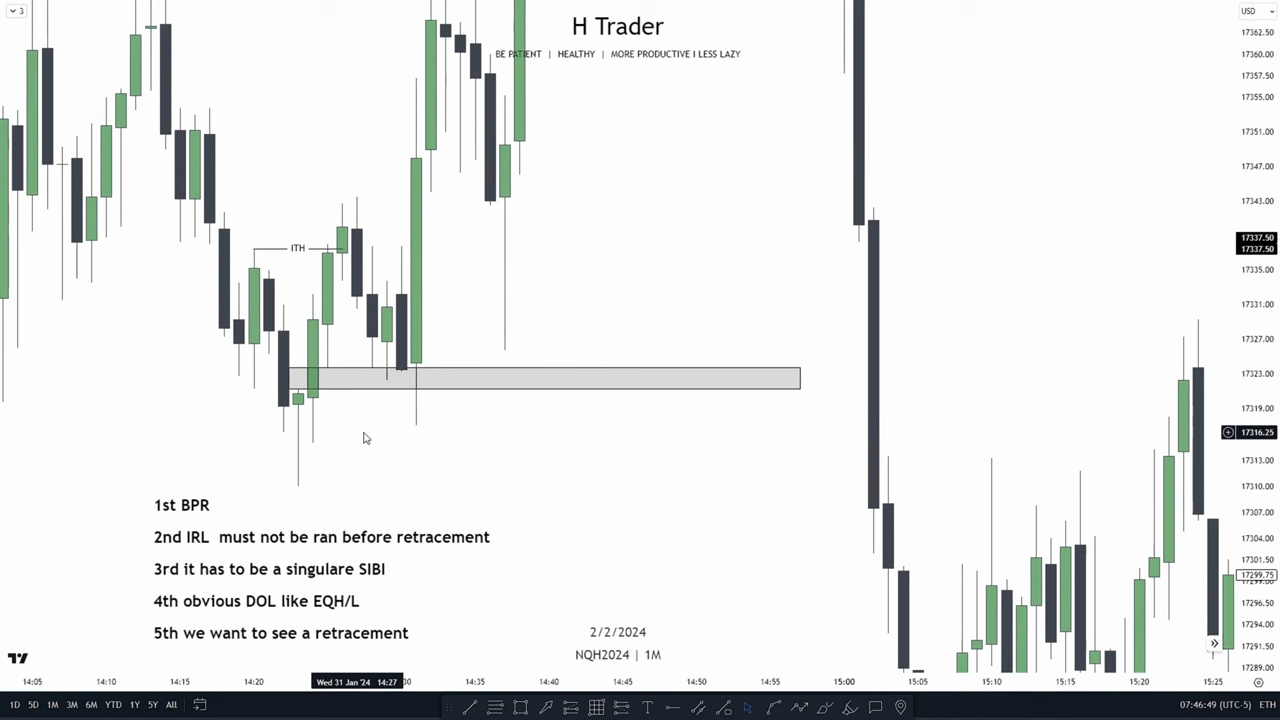 3
USD
H Trader
BE PATIENT | HEALTHY | MORE PRODUCTIVE I LESS LAZY
17362.50
17360.00
17357.50
17355.00
17351.00
17347.00
17343.00
17337.50
17337.50
17335.00
17331.00
17327.00
17323.00
17319.00
17316.25
17313.00
17310.00
17307.00
17304.00
17301.50
17299.75
17296.50
17294.00
17291.50
17289.00
ITH
1st BPR
2nd IRL must not be ran before retracement
3rd it has to be a singulare SIBI
4th obvious DOL like EQH/L
5th we want to see a retracement
2/2/2024
NQH2024 | 1M
14:05 14:10 14:15 14:20 Wed 31 Jan '24 14:27 14:35 14:40 14:45 14:50 14:55 15:00 15:05 15:10 15:15 15:20 15:25
1D 5D 1M 3M 6M YTD 1Y 5Y All
07:46:49 (UTC-5) ETH